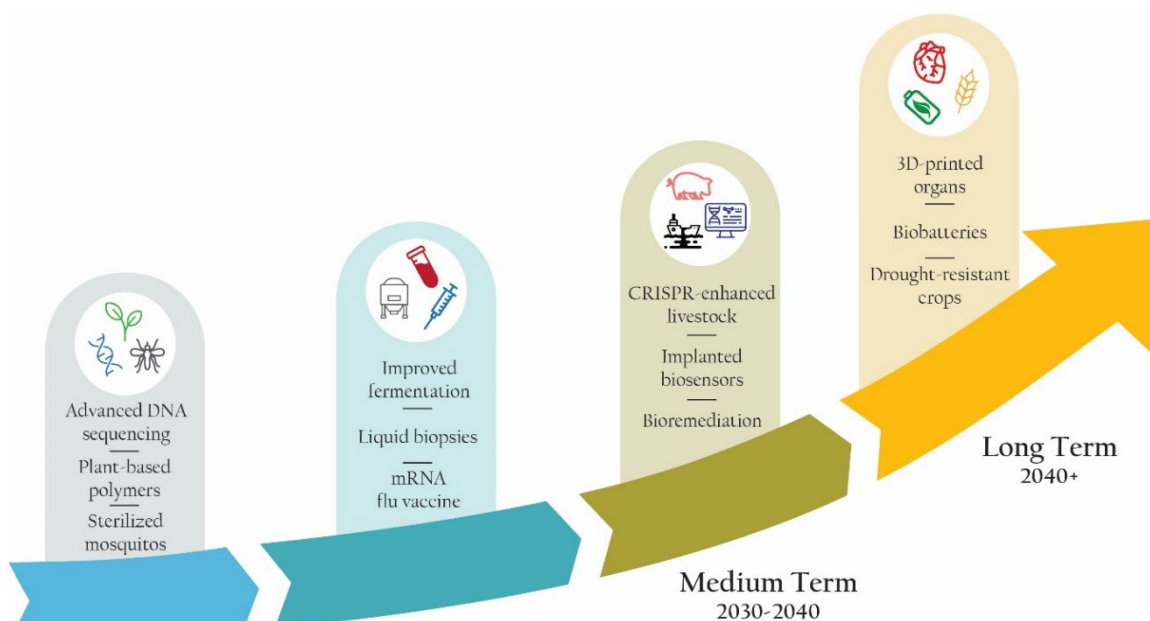 Advanced DNA
sequencing
Plant-based
polymers
Sterilized
mosquitos
Improved
fermentation
Liquid biopsies
mRNA
flu vaccine
CRISPR-enhanced
livestock
Implanted
biosensors
Bioremediation
3D-printed
organs
Biobatteries
Drought-resistant
crops
Medium Term
2030-2040
Long Term
2040+